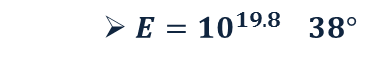 ➢ E = 10^19.8 38°